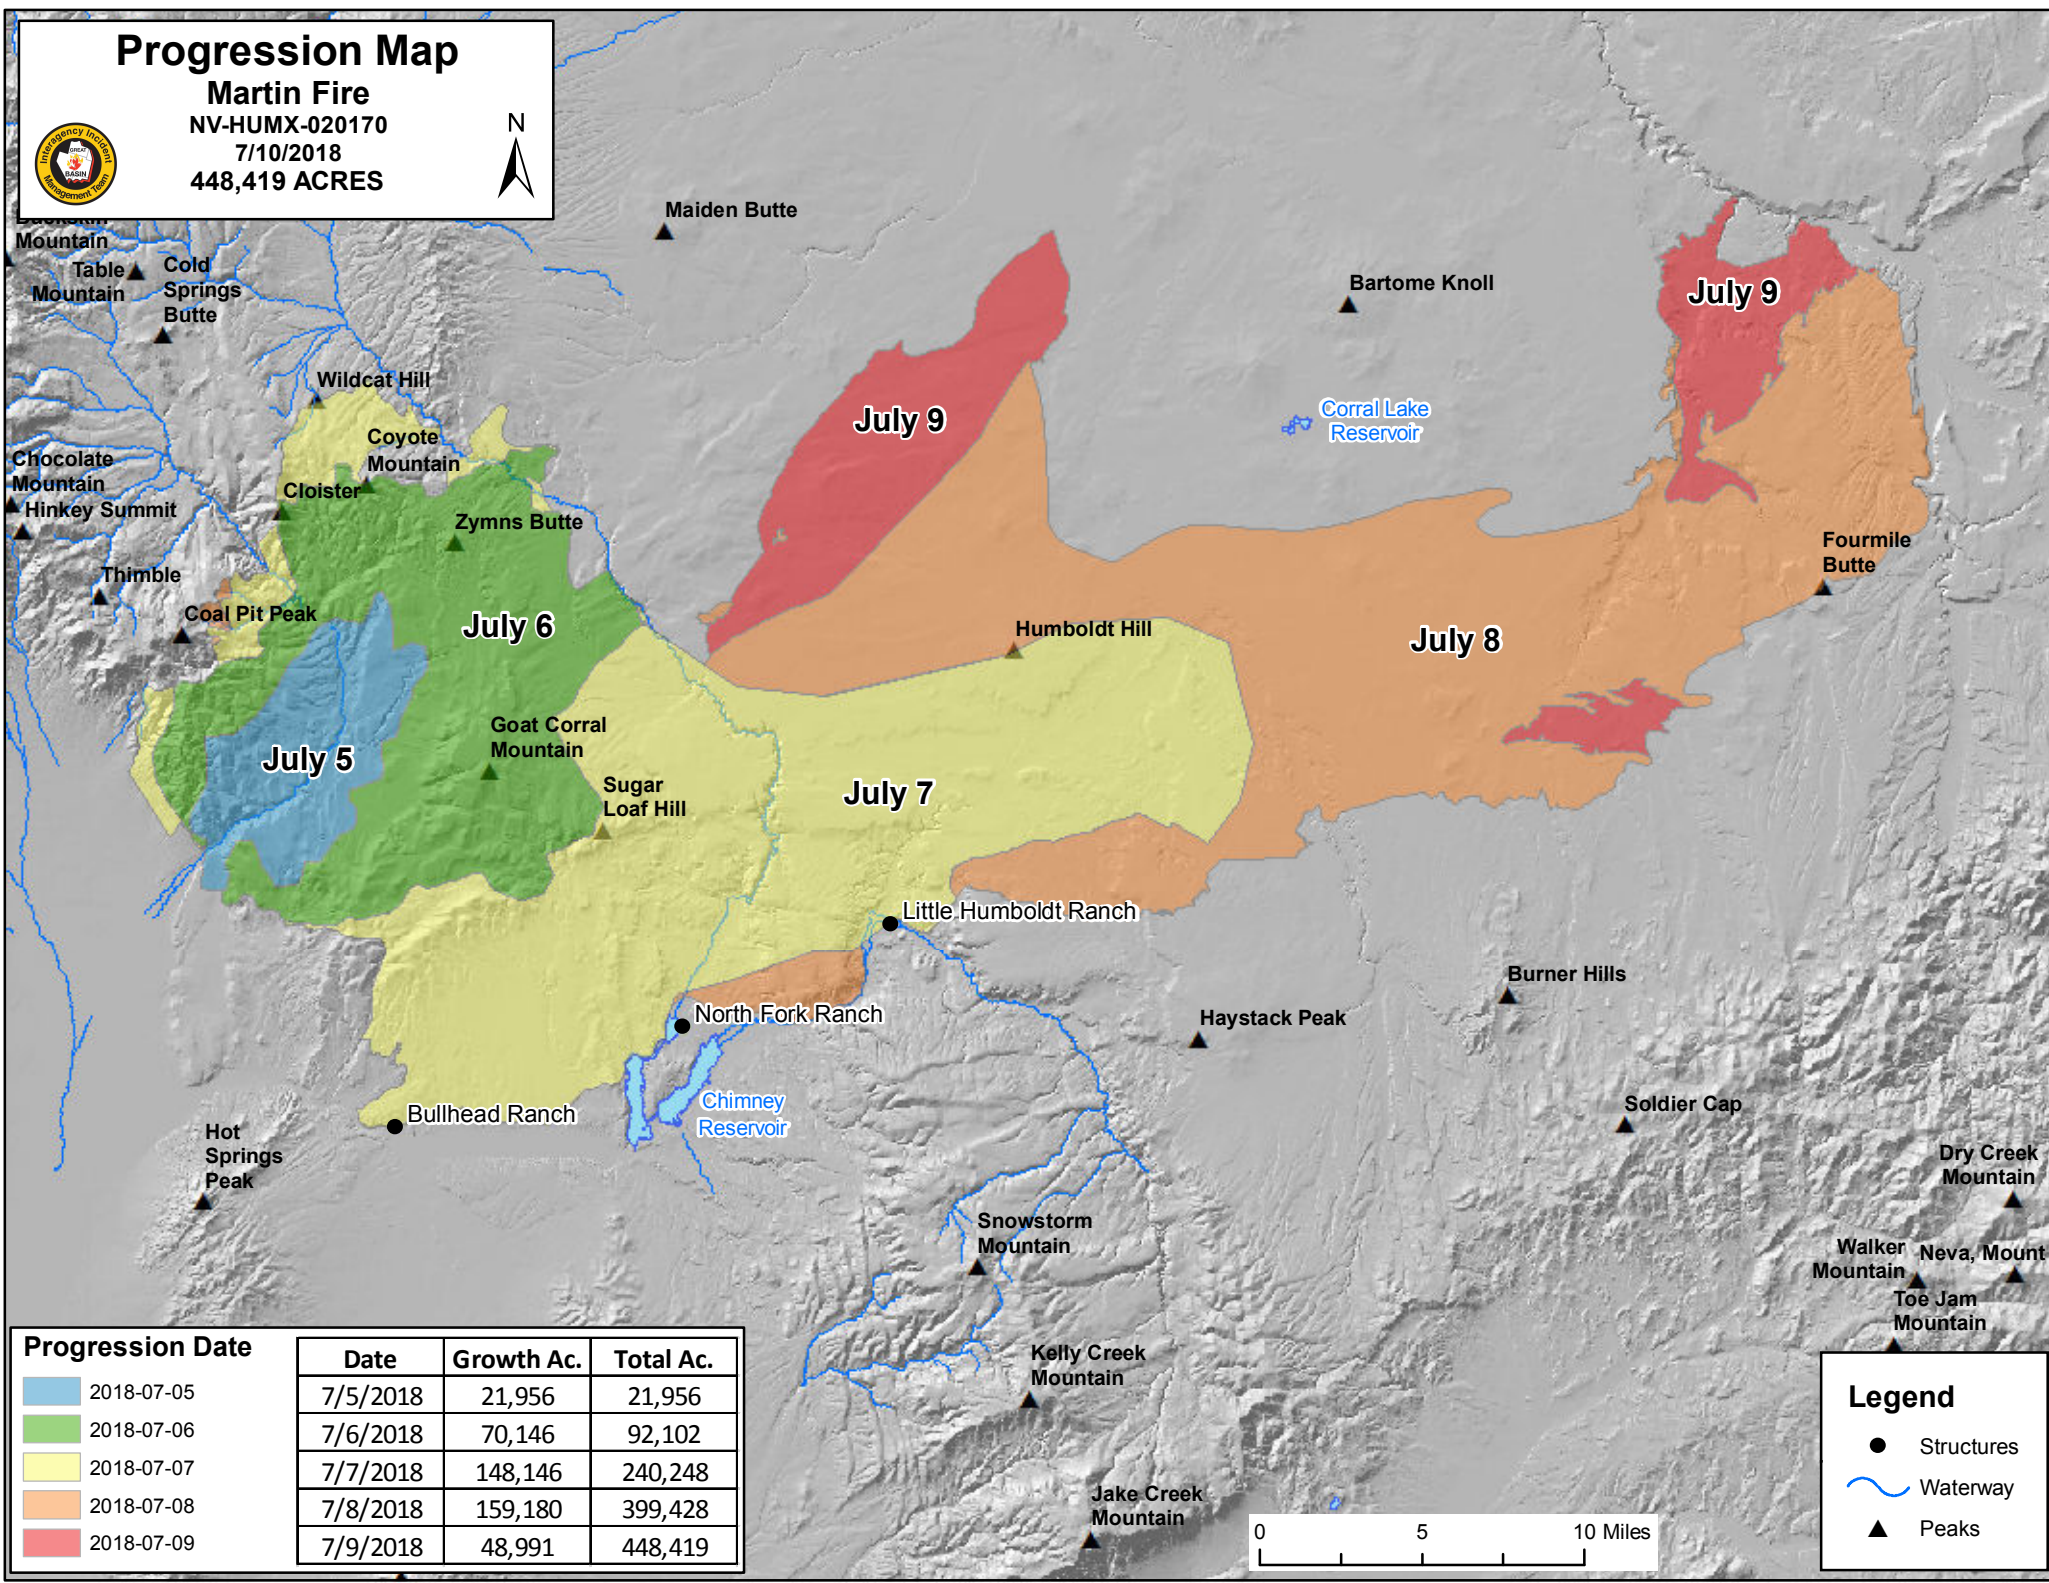 Progression Map
Martin Fire
NV-HUMX-020170
7/10/2018
448,419 ACRES
Interagency Incident
Management Team
GREAT
BASIN
N
Mountain
Table
Mountain
Cold
Springs
Butte
Maiden Butte
Bartome Knoll
July 9
July 9
Wildcat Hill
Corral Lake
Reservoir
Coyote
Mountain
Chocolate
Mountain
Cloister
Hinkey Summit
Zymns Butte
Fourmile
Butte
Thimble
Coal Pit Peak
July 6
Humboldt Hill
July 8
Goat Corral
Mountain
July 5
Sugar
Loaf Hill
July 7
Little Humboldt Ranch
Burner Hills
North Fork Ranch
Haystack Peak
Chimney
Reservoir
Bullhead Ranch
Soldier Cap
Hot
Springs
Peak
Dry Creek
Mountain
Snowstorm
Mountain
Walker
Mountain
Neva, Mount
Toe Jam
Mountain
Kelly Creek
Mountain
Jake Creek
Mountain
Progression Date
2018-07-05
2018-07-06
2018-07-07
2018-07-08
2018-07-09
Date Growth Ac. Total Ac.
7/5/2018 21,956 21,956
7/6/2018 70,146 92,102
7/7/2018 148,146 240,248
7/8/2018 159,180 399,428
7/9/2018 48,991 448,419
0 5 10 Miles
Legend
Structures
Waterway
Peaks